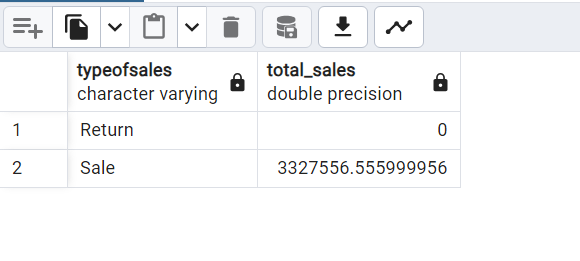 typeofsales total_sales
character varying double precision
1 Return 0
2 Sale 3327556.555999956